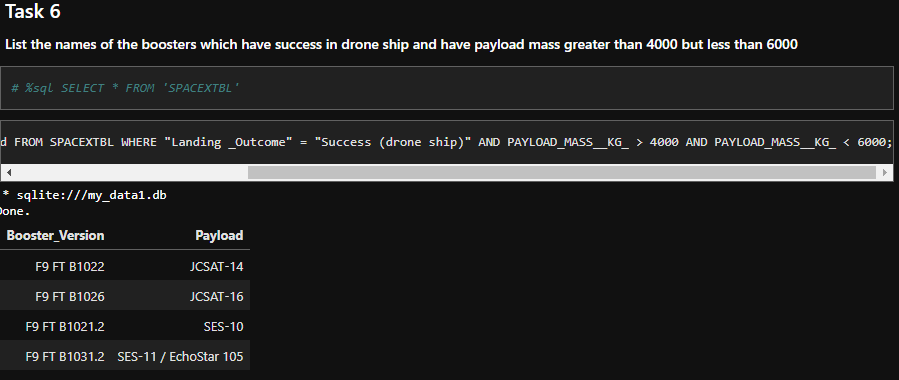 Task 6
List the names of the boosters which have success in drone ship and have payload mass greater than 4000 but less than 6000
# %sql SELECT * FROM 'SPACEXTBL'
d FROM SPACEXTBL WHERE "Landing _Outcome" = "Success (drone ship)" AND PAYLOAD_MASS__KG_ > 4000 AND PAYLOAD_MASS__KG_ < 6000;
* sqlite:///my_data1.db
Done.
Booster_Version Payload
F9 FT B1022 JCSAT-14
F9 FT B1026 JCSAT-16
F9 FT B1021.2 SES-10
F9 FT B1031.2 SES-11 / EchoStar 105